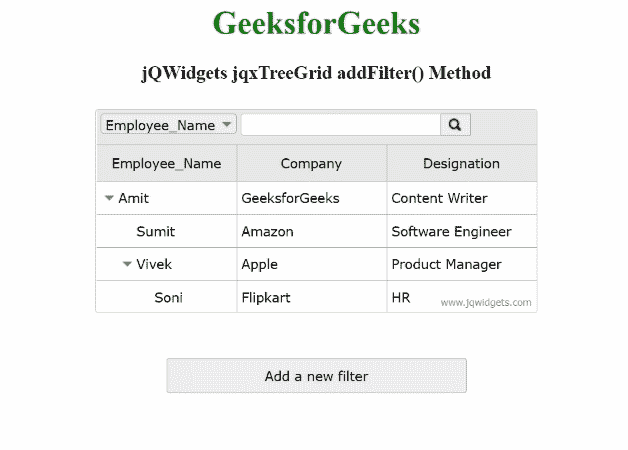 GeeksforGeeks
jQWidgets jqxTreeGrid addFilter() Method
Employee_Name
Employee_Name Company Designation
Amit GeeksforGeeks Content Writer
Sumit Amazon Software Engineer
Vivek Apple Product Manager
Soni Flipkart HR
www.jqwidgets.com
Add a new filter